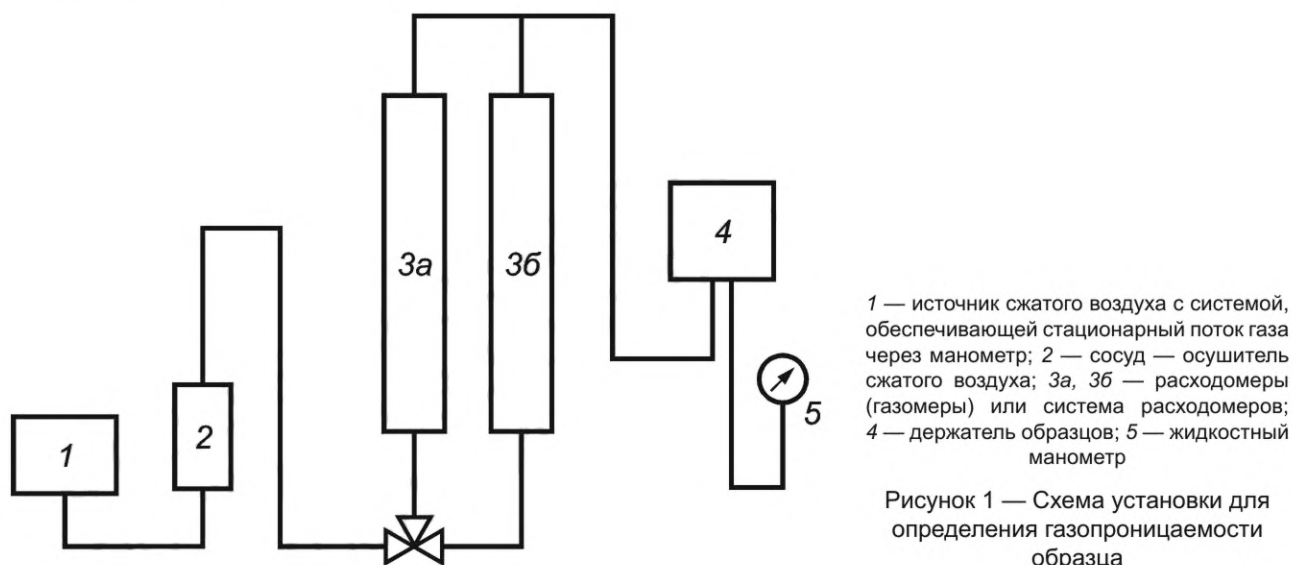 3а
3б
4
1
2
5
1 — источник сжатого воздуха с системой,
обеспечивающей стационарный поток газа
через манометр; 2 — сосуд — осушитель
сжатого воздуха; 3а, 3б — расходомеры
(газомеры) или система расходомеров;
4 — держатель образцов; 5 — жидкостный
манометр
Рисунок 1 — Схема установки для
определения газопроницаемости
образца